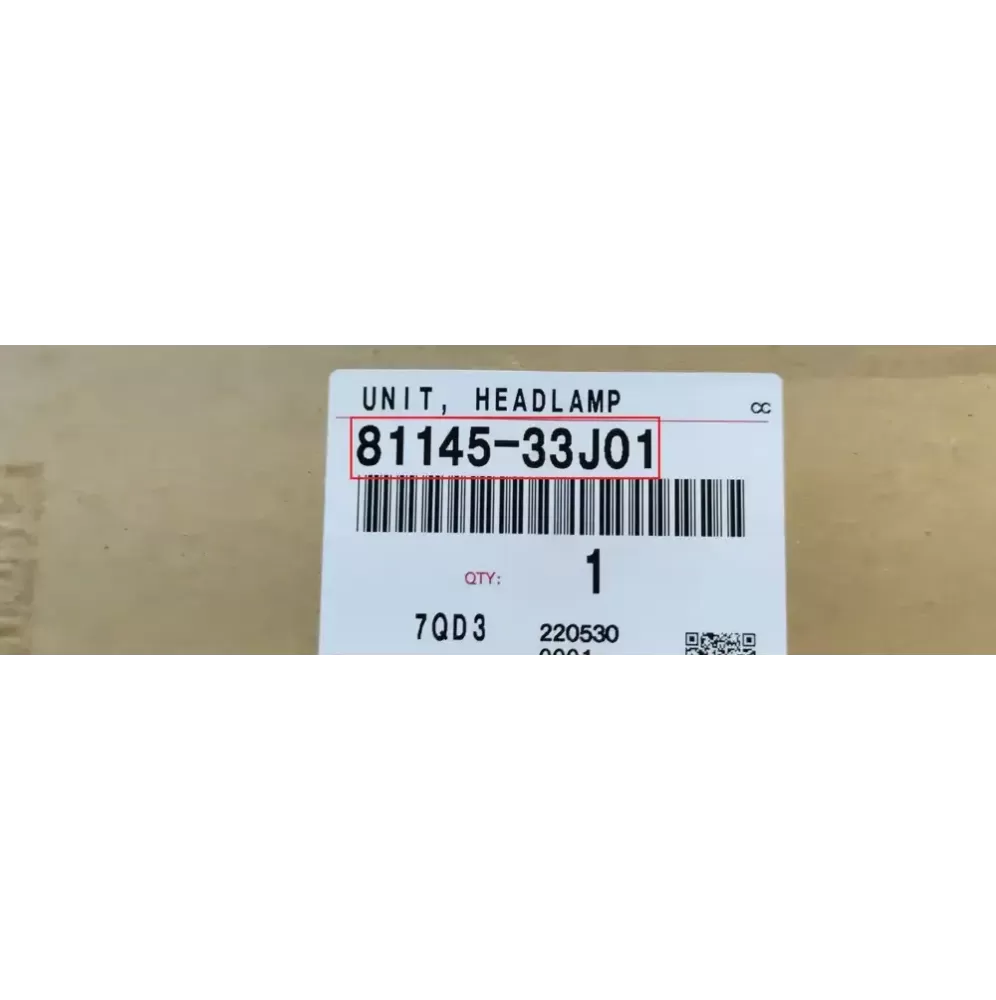 UNIT, HEADLAMP
CC
81145-33J01
QTY: 1
7QD3 220530